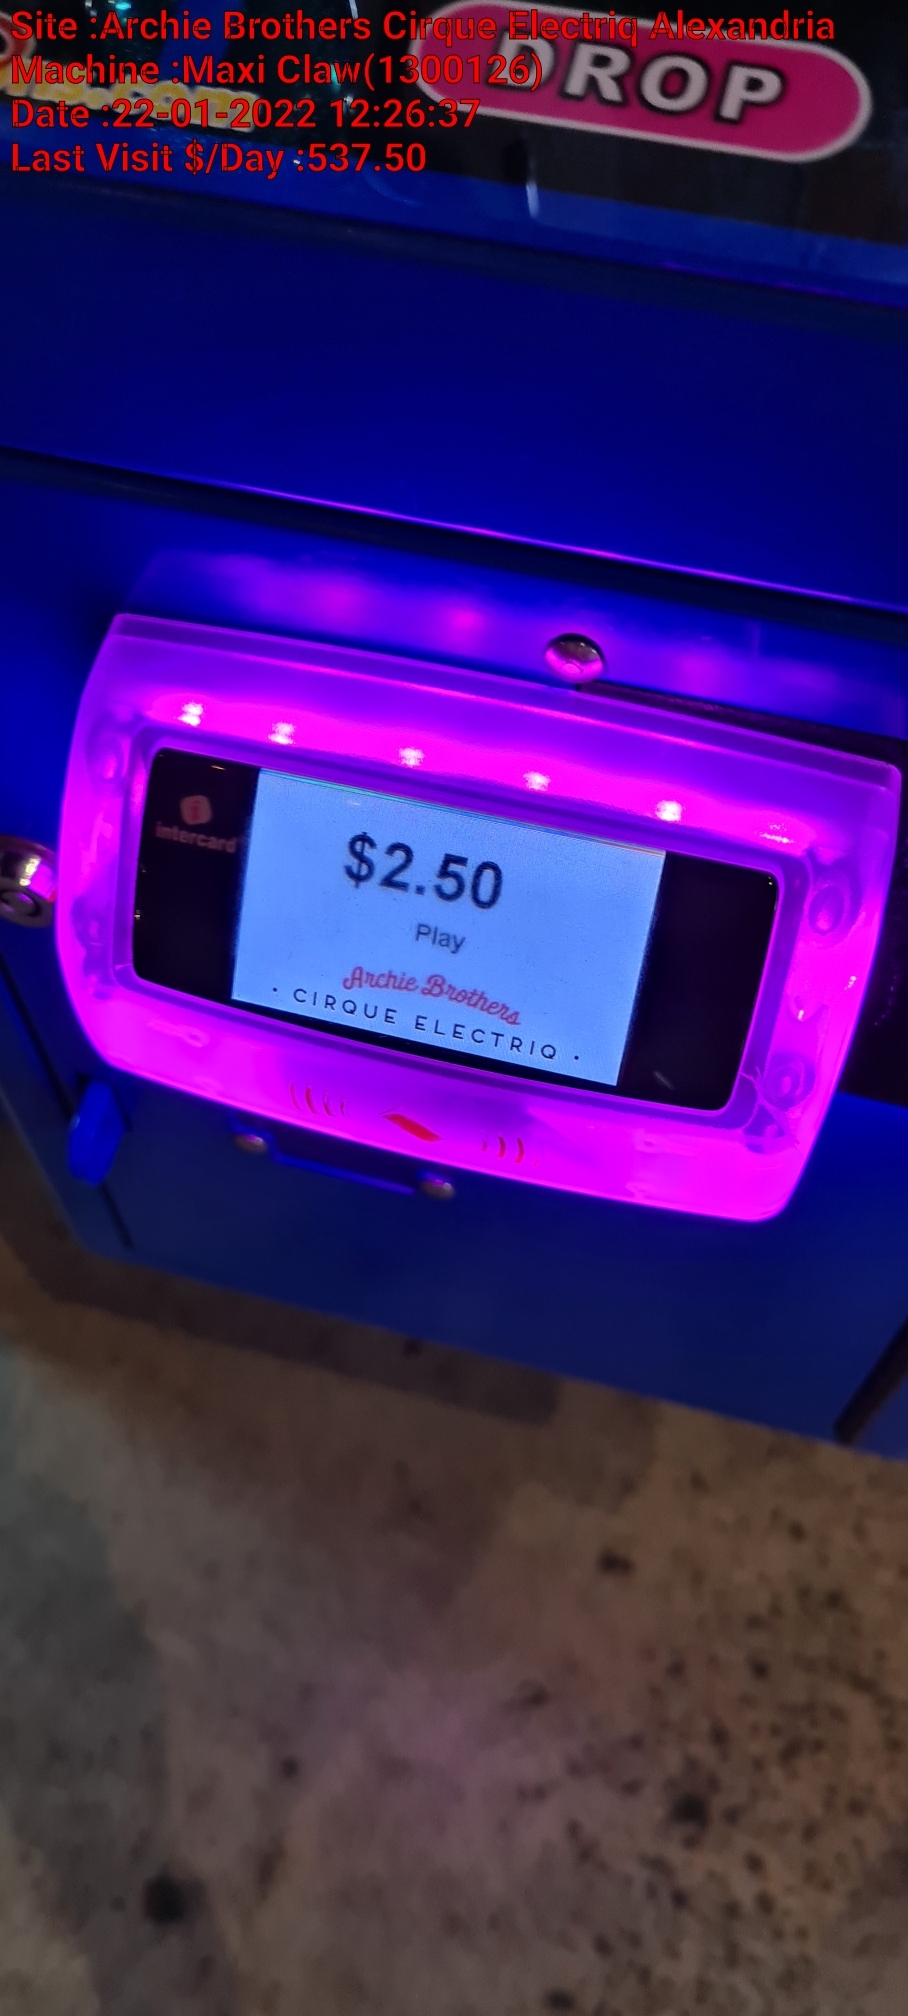 Site :Archie Brothers Cirque Electriq Alexandria
Machine :Maxi Claw(1300126)
Date :22-01-2022 12:26:37
Last Visit $/Day :537.50
DROP
intercard
$2.50
Play
Archie Brothers
· CIRQUE ELECTRIQ ·